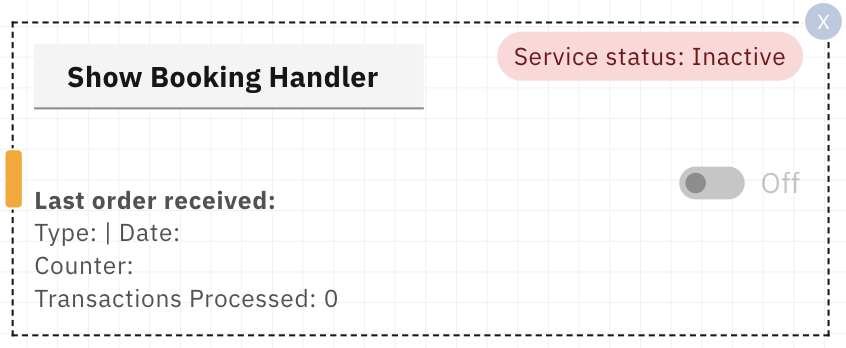 X
Show Booking Handler
Service status: Inactive
Off
Last order received:
Type: | Date:
Counter:
Transactions Processed: 0